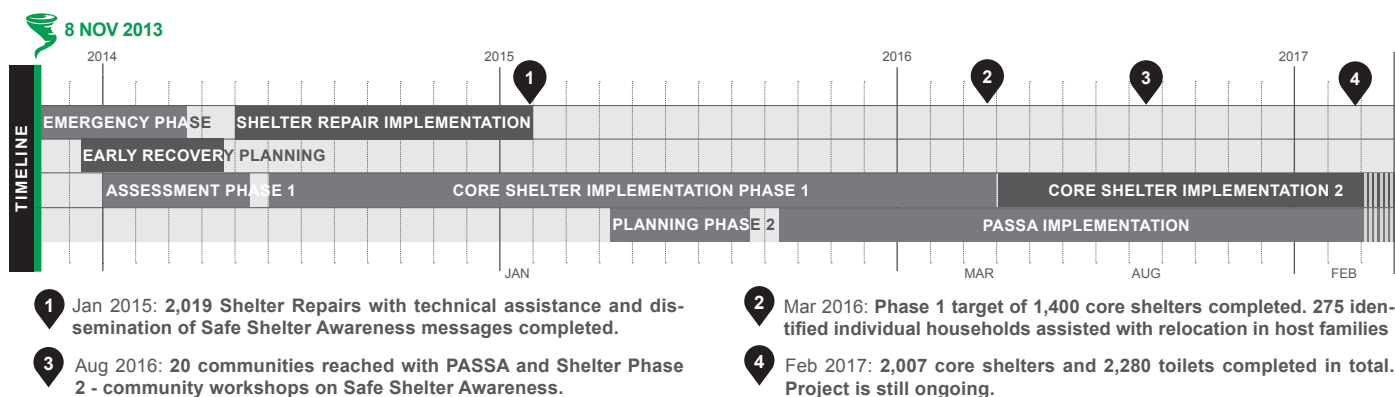 8 NOV 2013
2014 2015 2016 2017
1 2 3 4
TIMELINE
EMERGENCY PHASE SHELTER REPAIR IMPLEMENTATION
EARLY RECOVERY PLANNING
ASSESSMENT PHASE 1 CORE SHELTER IMPLEMENTATION PHASE 1 CORE SHELTER IMPLEMENTATION 2
PLANNING PHASE 2 PASSA IMPLEMENTATION
JAN MAR AUG FEB
1 Jan 2015: 2,019 Shelter Repairs with technical assistance and dis-
semination of Safe Shelter Awareness messages completed.
2 Mar 2016: Phase 1 target of 1,400 core shelters completed. 275 iden-
tified individual households assisted with relocation in host families
3 Aug 2016: 20 communities reached with PASSA and Shelter Phase
2 - community workshops on Safe Shelter Awareness.
4 Feb 2017: 2,007 core shelters and 2,280 toilets completed in total.
Project is still ongoing.